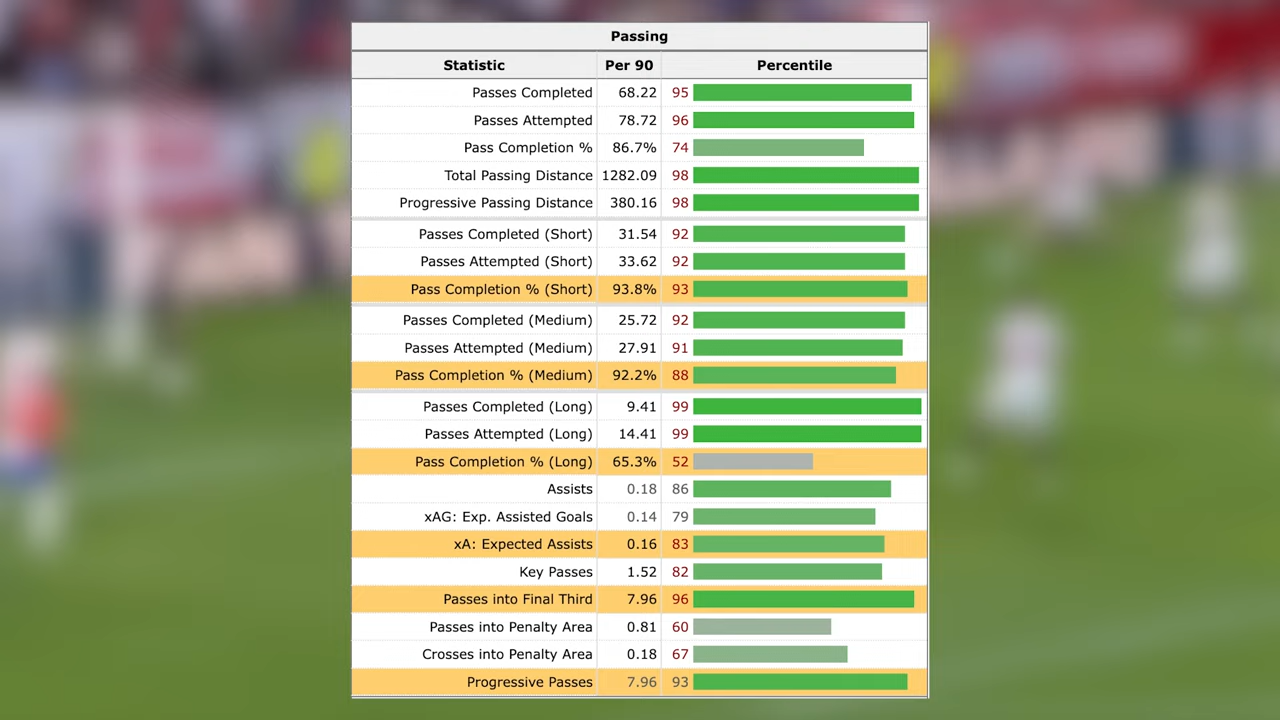 Passing
Statistic Per 90 Percentile
Passes Completed 68.22 95
Passes Attempted 78.72 96
Pass Completion % 86.7% 74
Total Passing Distance 1282.09 98
Progressive Passing Distance 380.16 98
Passes Completed (Short) 31.54 92
Passes Attempted (Short) 33.62 92
Pass Completion % (Short) 93.8% 93
Passes Completed (Medium) 25.72 92
Passes Attempted (Medium) 27.91 91
Pass Completion % (Medium) 92.2% 88
Passes Completed (Long) 9.41 99
Passes Attempted (Long) 14.41 99
Pass Completion % (Long) 65.3% 52
Assists 0.18 86
xAG: Exp. Assisted Goals 0.14 79
xA: Expected Assists 0.16 83
Key Passes 1.52 82
Passes into Final Third 7.96 96
Passes into Penalty Area 0.81 60
Crosses into Penalty Area 0.18 67
Progressive Passes 7.96 93